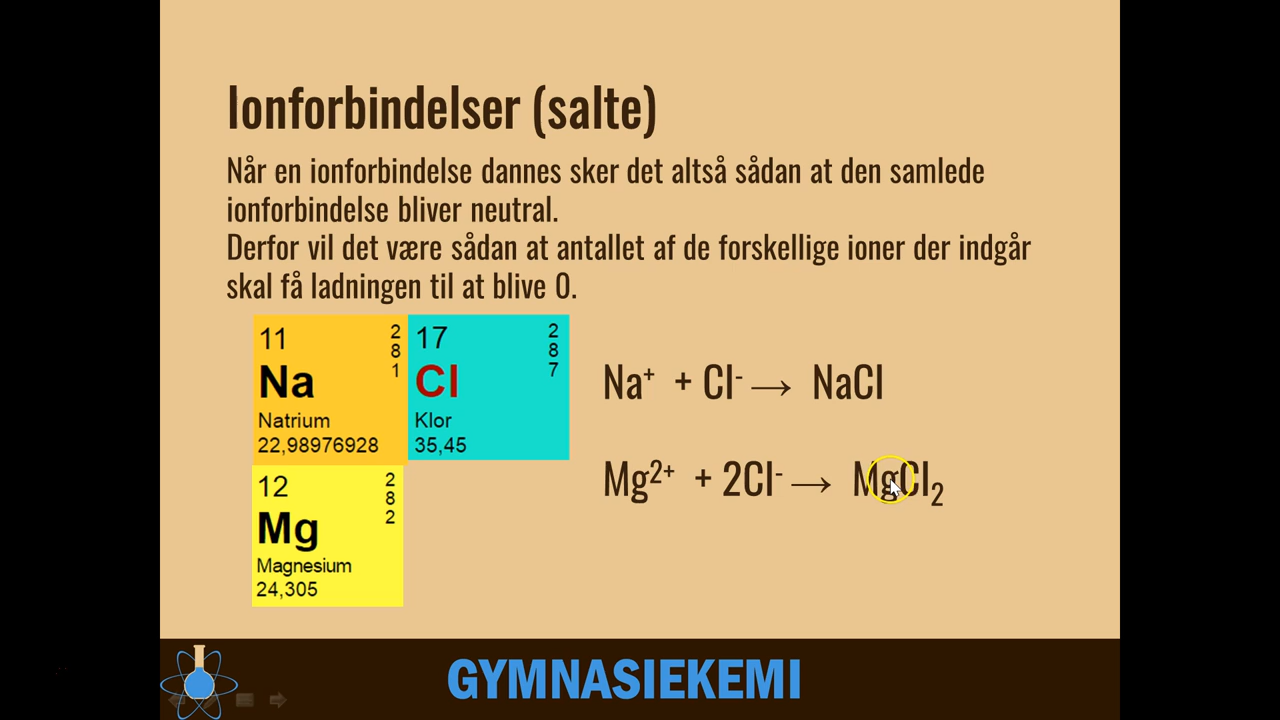 Ionforbindelser (salte)
Når en ionforbindelse dannes sker det altså sådan at den samlede
ionforbindelse bliver neutral.
Derfor vil det være sådan at antallet af de forskellige ioner der indgår
skal få ladningen til at blive 0.
11
2
8
1
Na
Natrium
22,98976928
17
2
8
7
Cl
Klor
35,45
Na⁺ + Cl⁻ → NaCl
12
2
8
2
Mg
Magnesium
24,305
Mg²⁺ + 2Cl⁻ → MgCl₂
GYMNASIEKEMI